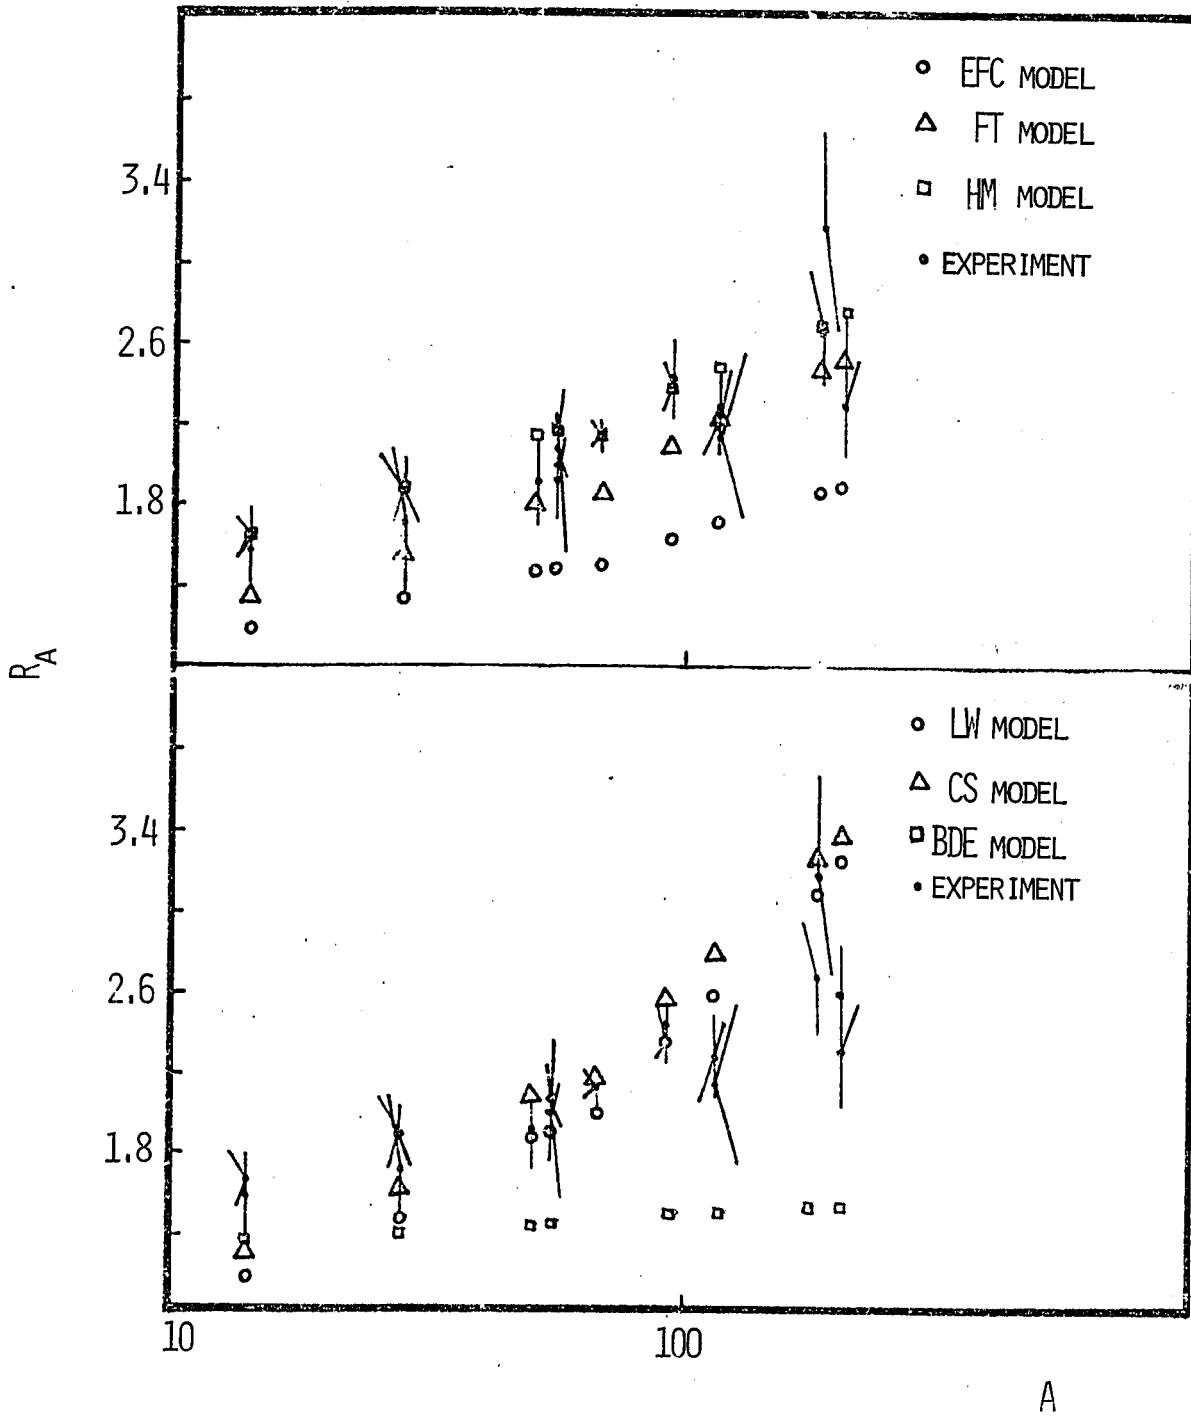 EFC MODEL
FT MODEL
HM MODEL
EXPERIMENT
3.4
2.6
1.8
R_A
LW MODEL
CS MODEL
BDE MODEL
EXPERIMENT
3.4
2.6
1.8
10
100
A